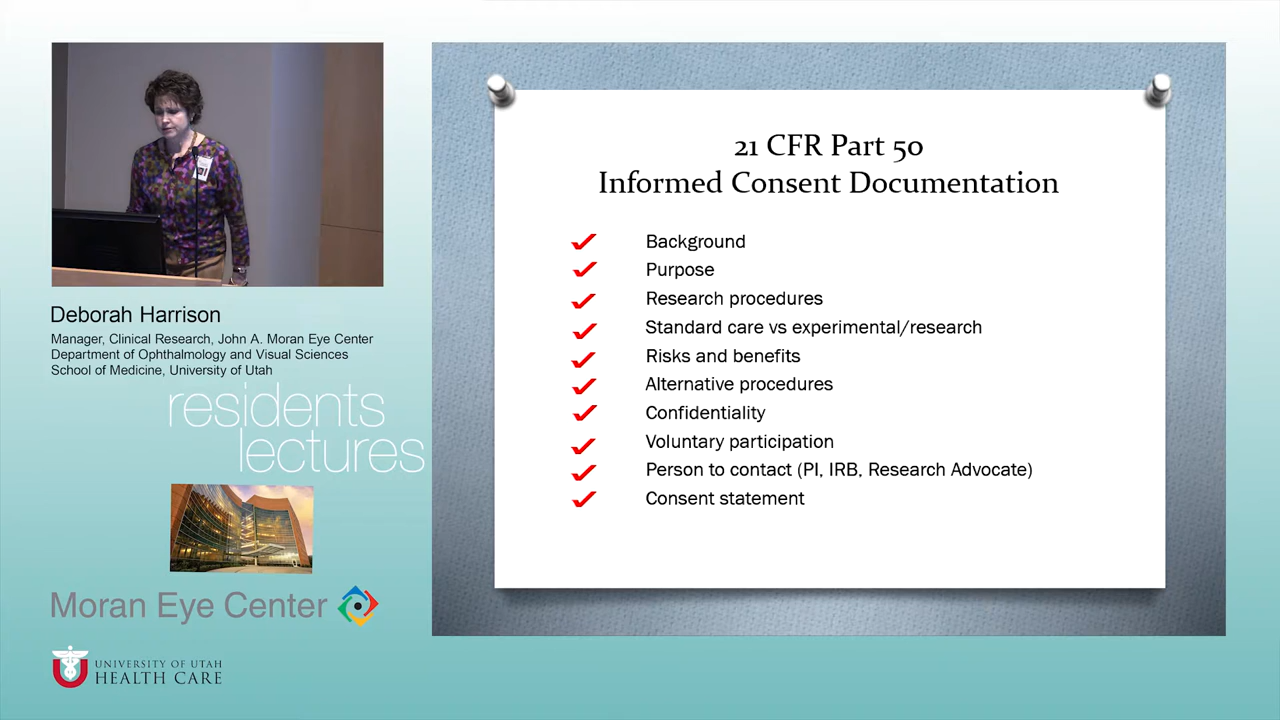 Deborah Harrison
Manager, Clinical Research, John A. Moran Eye Center
Department of Ophthalmology and Visual Sciences
School of Medicine, University of Utah
residents
lectures
Moran Eye Center
UNIVERSITY OF UTAH
HEALTH CARE
21 CFR Part 50
Informed Consent Documentation
Background
Purpose
Research procedures
Standard care vs experimental/research
Risks and benefits
Alternative procedures
Confidentiality
Voluntary participation
Person to contact (PI, IRB, Research Advocate)
Consent statement